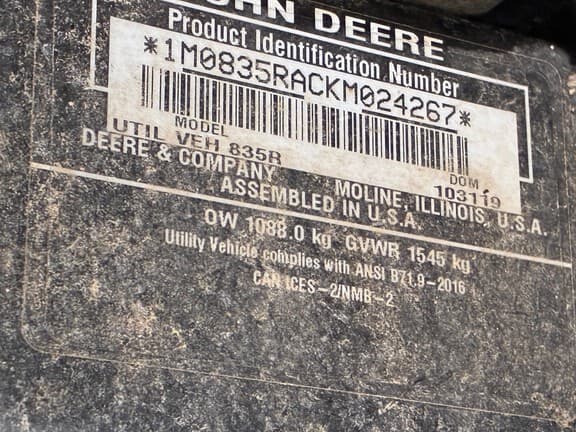 JOHN DEERE
Product Identification Number
*1M0835RACKM024267*
MODEL DOM
UTIL VEH 835R 103119
DEERE & COMPANY MOLINE, ILLINOIS, U.S.A.
ASSEMBLED IN U.S.A.
OW 1088.0 kg GVWR 1545 kg
Utility Vehicle complies with ANSI B71.9-2016
CAN ICES-2/NMB-2